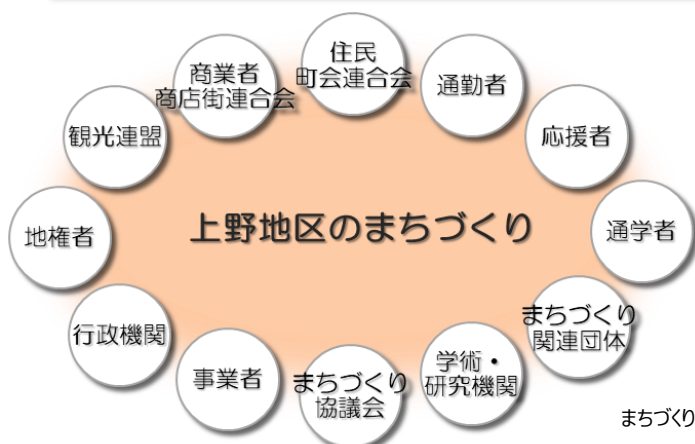 住民
町会連合会
商業者
商店街連合会
通勤者
観光連盟
応援者
地権者
上野地区のまちづくり
通学者
行政機関
まちづくり
関連団体
事業者
まちづくり
協議会
学術・
研究機関
まちづくり